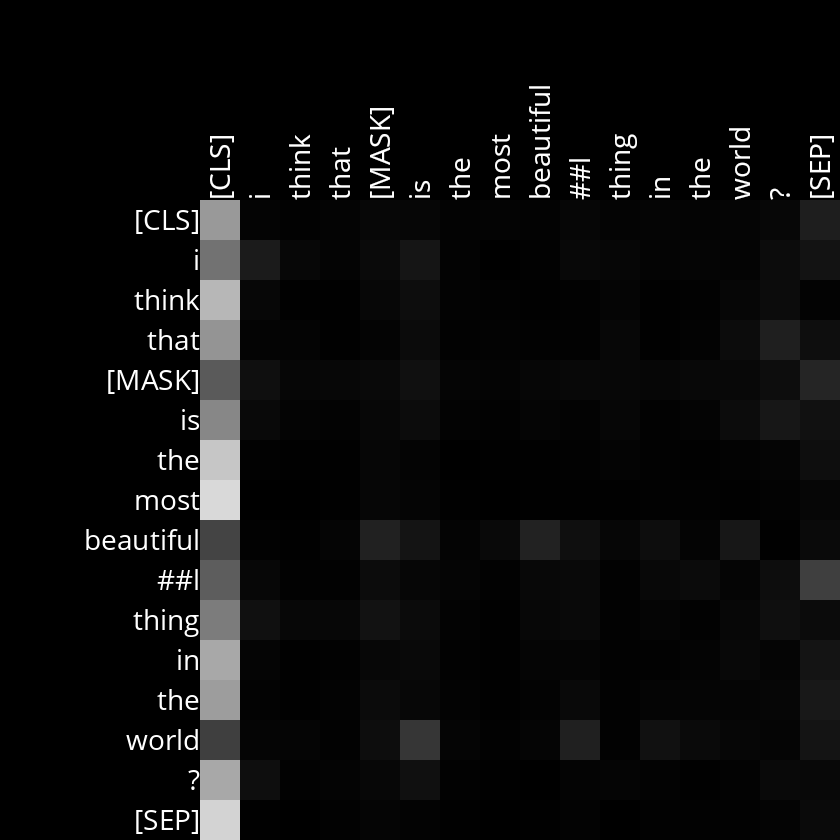 [CLS] i think that [MASK] is the most beautiful ##l thing in the world ? [SEP]
[CLS]
i
think
that
[MASK]
is
the
most
beautiful
##l
thing
in
the
world
?
[SEP]